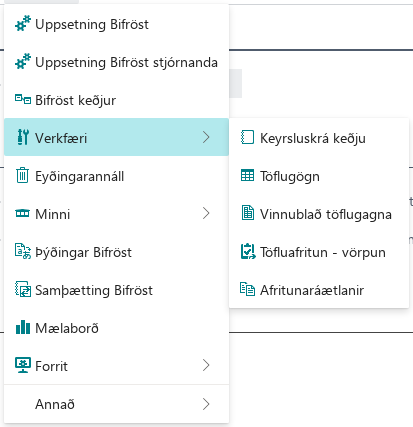 Uppsetning Bifröst
Uppsetning Bifröst stjórnanda
Bifröst keðjur
Verkfæri
Keyrsluskrá keðju
Eyðingarannáll
Töflugögn
Minni
Vinnublað töflugagna
Þýðingar Bifröst
Töfluafritun - vörpun
Samþætting Bifröst
Afritunaráætlanir
Mælaborð
Forrit
Annað